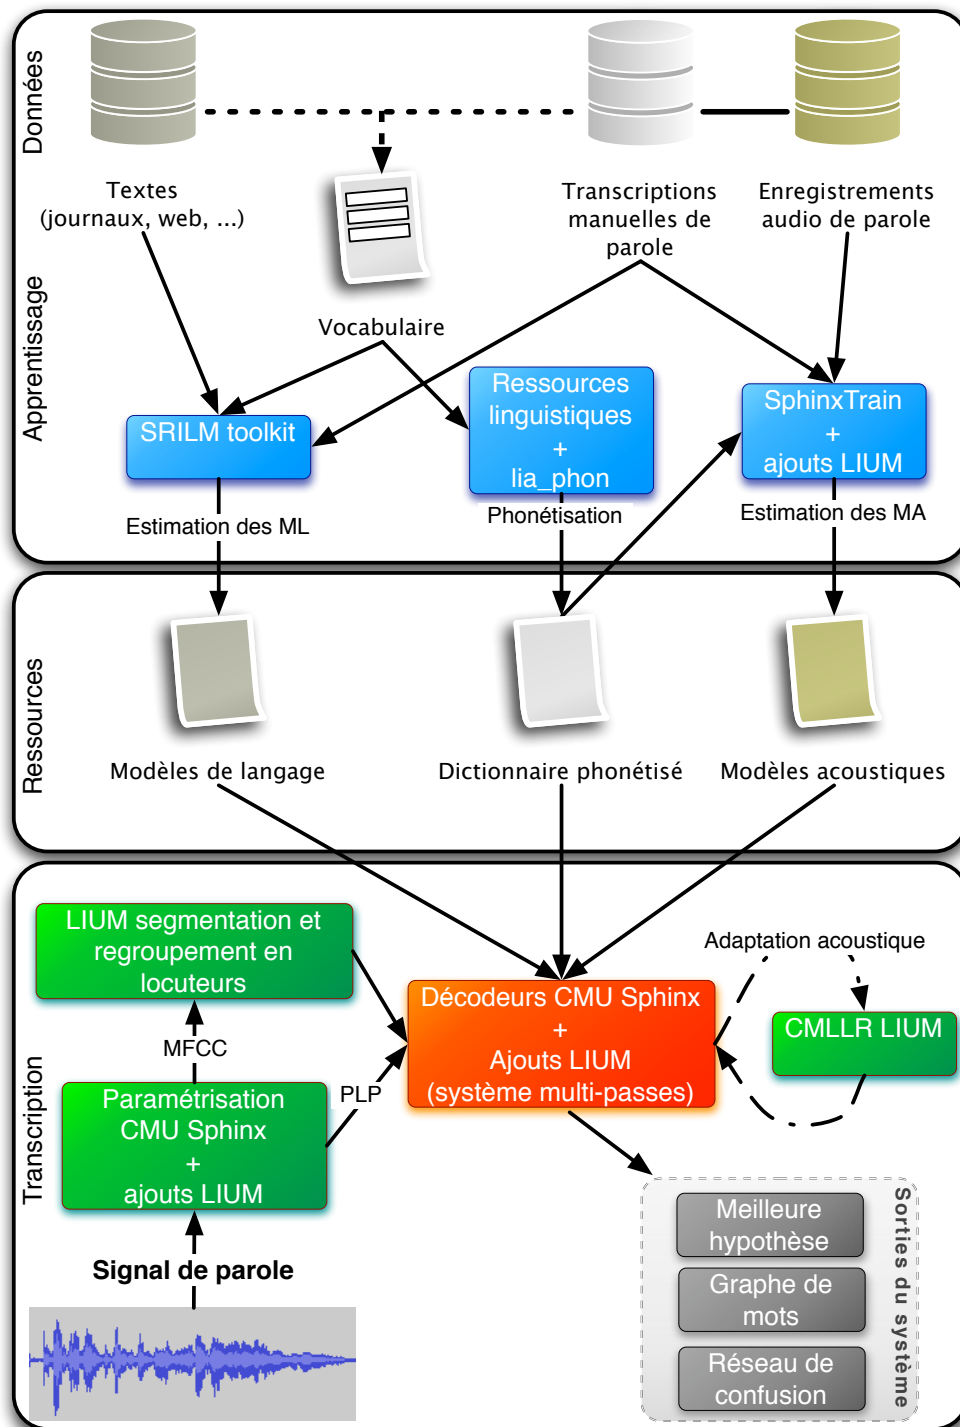 Données
Textes
(journaux, web, ...)
Transcriptions
manuelles de
parole
Enregistrements
audio de parole
Apprentissage
Vocabulaire
SRILM toolkit
Ressources
linguistiques
+
lia_phon
SphinxTrain
+
ajouts LIUM
Estimation des ML
Phonétisation
Estimation des MA
Ressources
Modèles de langage
Dictionnaire phonétisé
Modèles acoustiques
Transcription
LIUM segmentation et
regroupement en
locuteurs
MFCC
Paramétrisation
CMU Sphinx
+
ajouts LIUM
PLP
Signal de parole
Décodeurs CMU Sphinx
+
Ajouts LIUM
(système multi-passes)
Adaptation acoustique
CMLLR LIUM
Sorties du système
Meilleure
hypothèse
Graphe de
mots
Réseau de
confusion